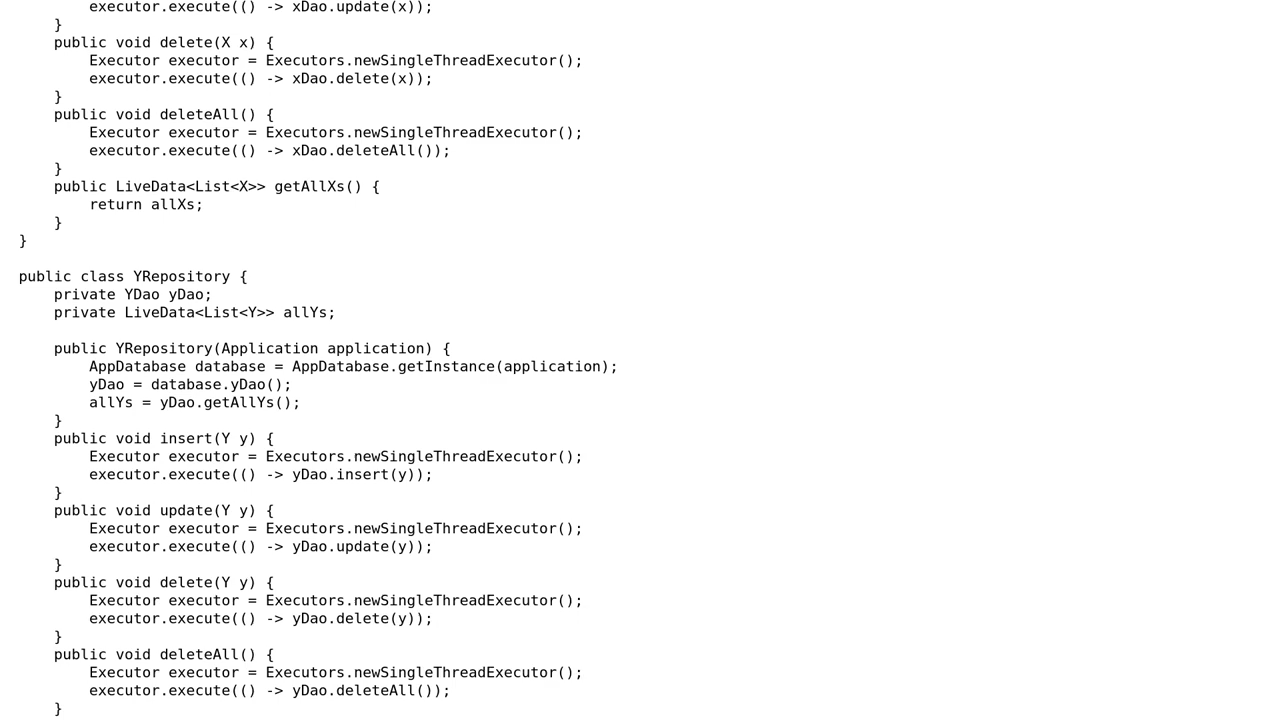 executor.execute(() -> xDao.update(x));
    }
    public void delete(X x) {
        Executor executor = Executors.newSingleThreadExecutor();
        executor.execute(() -> xDao.delete(x));
    }
    public void deleteAll() {
        Executor executor = Executors.newSingleThreadExecutor();
        executor.execute(() -> xDao.deleteAll());
    }
    public LiveData<List<X>> getAllXs() {
        return allXs;
    }
}

public class YRepository {
    private YDao yDao;
    private LiveData<List<Y>> allYs;

    public YRepository(Application application) {
        AppDatabase database = AppDatabase.getInstance(application);
        yDao = database.yDao();
        allYs = yDao.getAllYs();
    }
    public void insert(Y y) {
        Executor executor = Executors.newSingleThreadExecutor();
        executor.execute(() -> yDao.insert(y));
    }
    public void update(Y y) {
        Executor executor = Executors.newSingleThreadExecutor();
        executor.execute(() -> yDao.update(y));
    }
    public void delete(Y y) {
        Executor executor = Executors.newSingleThreadExecutor();
        executor.execute(() -> yDao.delete(y));
    }
    public void deleteAll() {
        Executor executor = Executors.newSingleThreadExecutor();
        executor.execute(() -> yDao.deleteAll());
    }